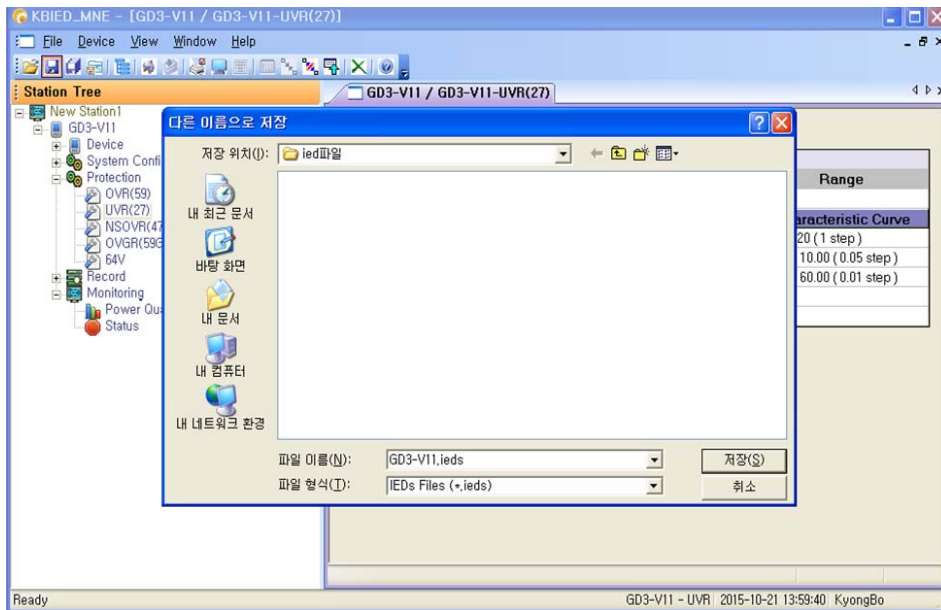 KBIED_MNE - [GD3-V11 / GD3-V11-UVR(27)]
File Device View Window Help
Station Tree
GD3-V11 / GD3-V11-UVR(27)
New Station1
GD3-V11
Device
System Confi
Protection
OVR(59)
UVR(27)
NSOVR(47
OVGR(59G
64V
Record
Monitoring
Power Qu
Status
다른 이름으로 저장
저장 위치(I):
ied파일
내 최근 문서
바탕 화면
내 문서
내 컴퓨터
내 네트워크 환경
파일 이름(N):
GD3-V11.ieds
저장(S)
파일 형식(T):
IEDs Files (*.ieds)
취소
Range
aracteristic Curve
20 ( 1 step )
10.00 ( 0.05 step )
60.00 ( 0.01 step )
Ready
GD3-V11 - UVR 2015-10-21 13:59:40 KyongBo